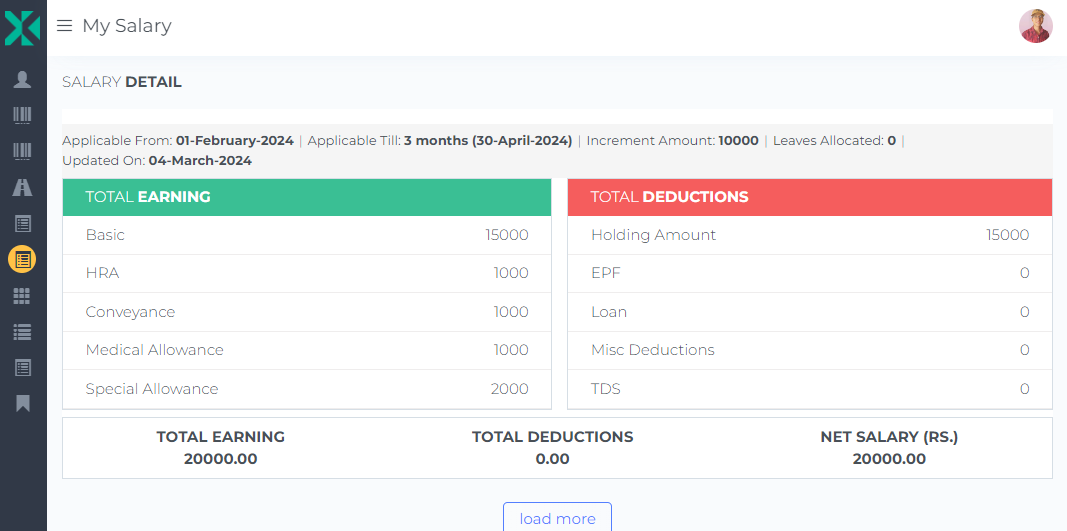 My Salary
SALARY DETAIL
Applicable From: 01-February-2024 | Applicable Till: 3 months (30-April-2024) | Increment Amount: 10000 | Leaves Allocated: 0 |
Updated On: 04-March-2024
TOTAL EARNING
Basic 15000
HRA 1000
Conveyance 1000
Medical Allowance 1000
Special Allowance 2000
TOTAL DEDUCTIONS
Holding Amount 15000
EPF 0
Loan 0
Misc Deductions 0
TDS 0
TOTAL EARNING TOTAL DEDUCTIONS NET SALARY (RS.)
20000.00 0.00 20000.00
load more